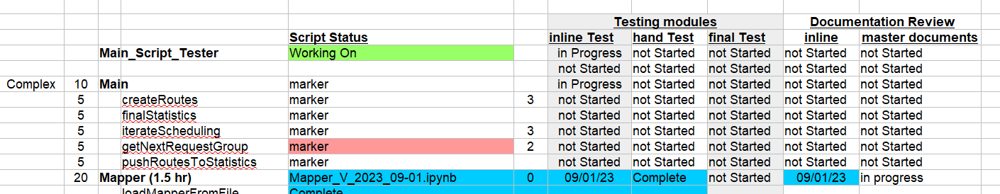 Testing modules Documentation Review
Script Status inline Test hand Test final Test inline master documents
Main_Script_Tester Working On in Progress not Started not Started not Started not Started
not Started not Started not Started not Started not Started
Complex 10 Main marker in Progress not Started not Started not Started not Started
5 createRoutes marker 3 not Started not Started not Started not Started not Started
5 finalStatistics marker not Started not Started not Started not Started not Started
5 iterateScheduling marker 3 not Started not Started not Started not Started not Started
5 getNextRequestGroup marker 2 not Started not Started not Started not Started not Started
5 pushRoutesToStatistics marker not Started not Started not Started not Started not Started
20 Mapper (1.5 hr) Mapper_V_2023_09-01.ipynb 0 09/01/23 Complete not Started 09/01/23 in progress
loadMapperFromFile Complete